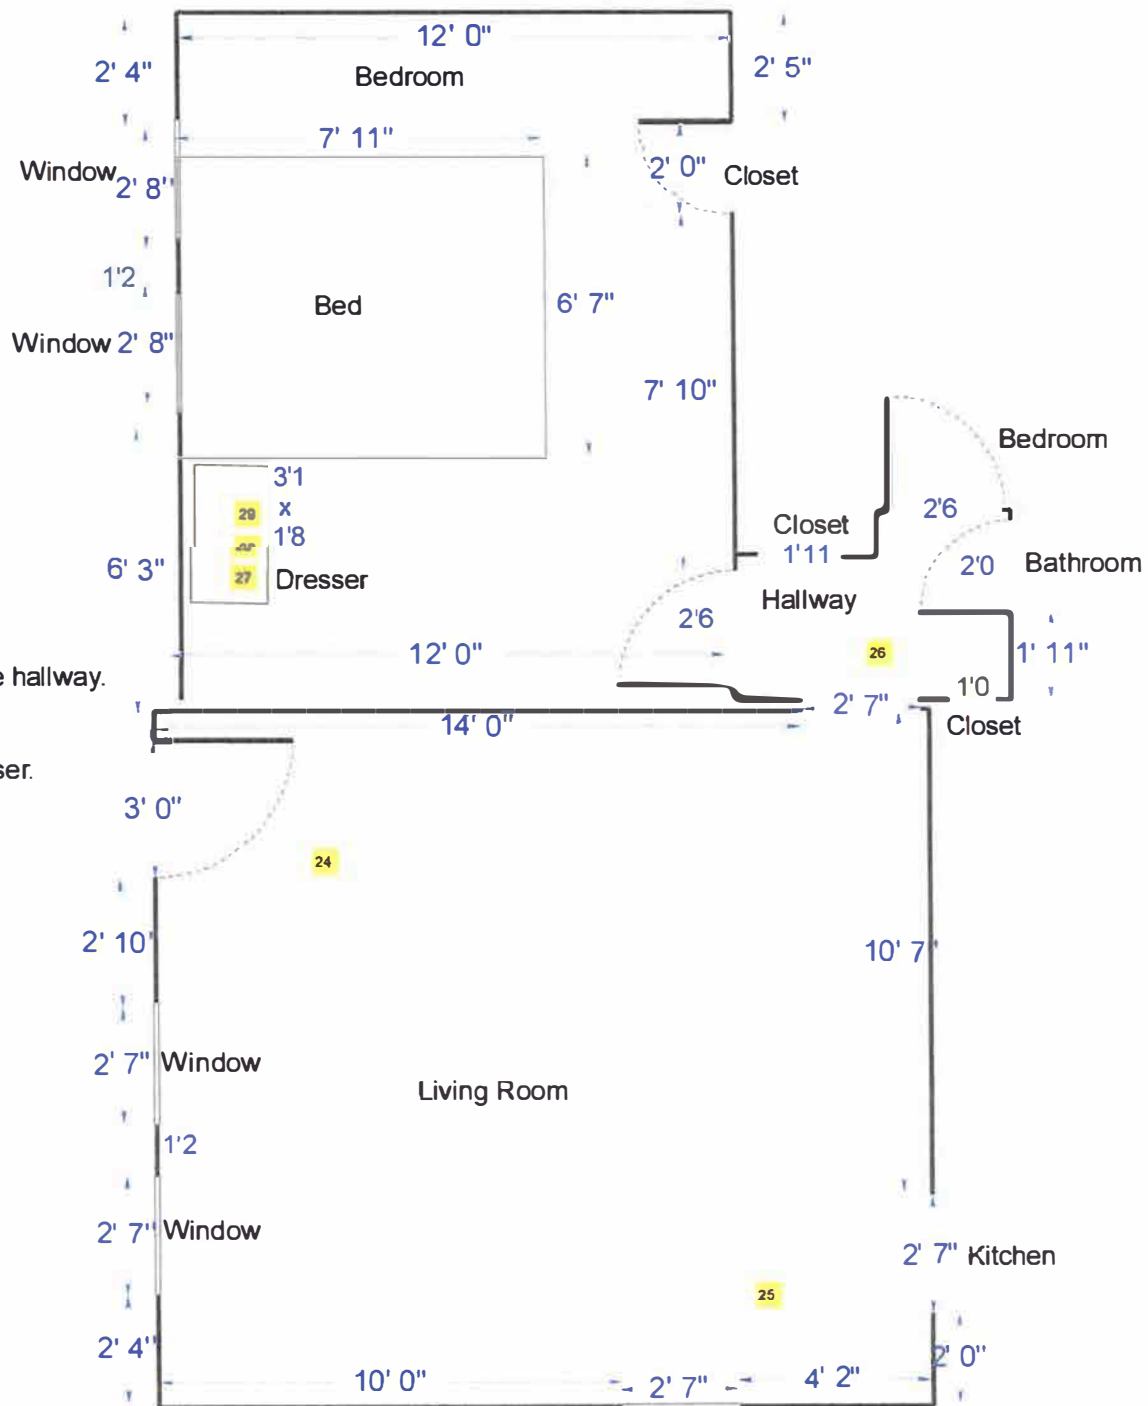 12' 0"
2' 4"
2' 5"
Bedroom
7' 11"
Window
2' 8"
2' 0"
Closet
1'2
Bed
6' 7"
Window
2' 8"
7' 10"
Bedroom
3'1
x
1'8
29
2'6
Closet
1'11
6' 3"
27
Dresser
2'0
Bathroom
Hallway
2'6
12' 0"
26
1' 11"
hallway.
1'0
2' 7"
14' 0"
Closet
3' 0"
24
2' 10'
10' 7
2' 7"
Window
Living Room
1'2
2' 7"
Window
2' 7"
Kitchen
25
2' 4"
2' 0"
10' 0"
2' 7"
4' 2"